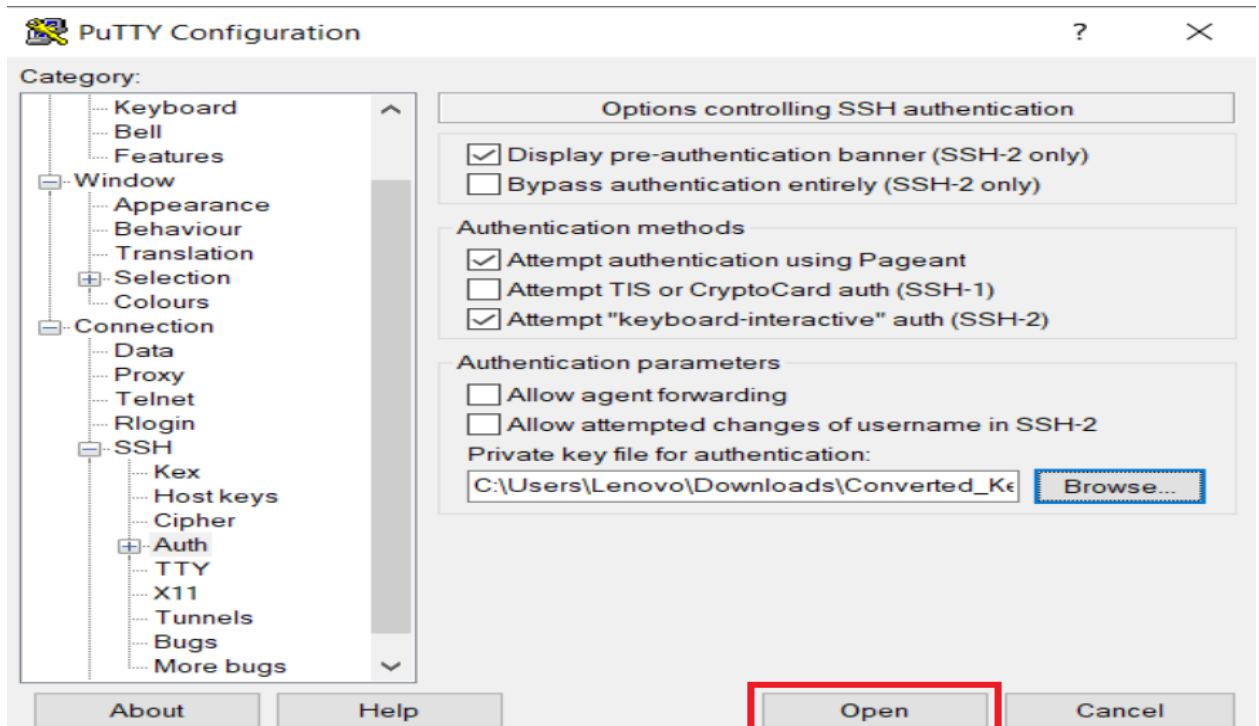 PuTTY Configuration
?
Category:
Keyboard
Bell
Features
Window
Appearance
Behaviour
Translation
Selection
Colours
Connection
Data
Proxy
Telnet
Rlogin
SSH
Kex
Host keys
Cipher
Auth
TTY
X11
Tunnels
Bugs
More bugs
Options controlling SSH authentication
Display pre-authentication banner (SSH-2 only)
Bypass authentication entirely (SSH-2 only)
Authentication methods
Attempt authentication using Pageant
Attempt TIS or CryptoCard auth (SSH-1)
Attempt "keyboard-interactive" auth (SSH-2)
Authentication parameters
Allow agent forwarding
Allow attempted changes of username in SSH-2
Private key file for authentication:
C:\Users\Lenovo\Downloads\Converted_Ke
Browse...
About
Help
Open
Cancel